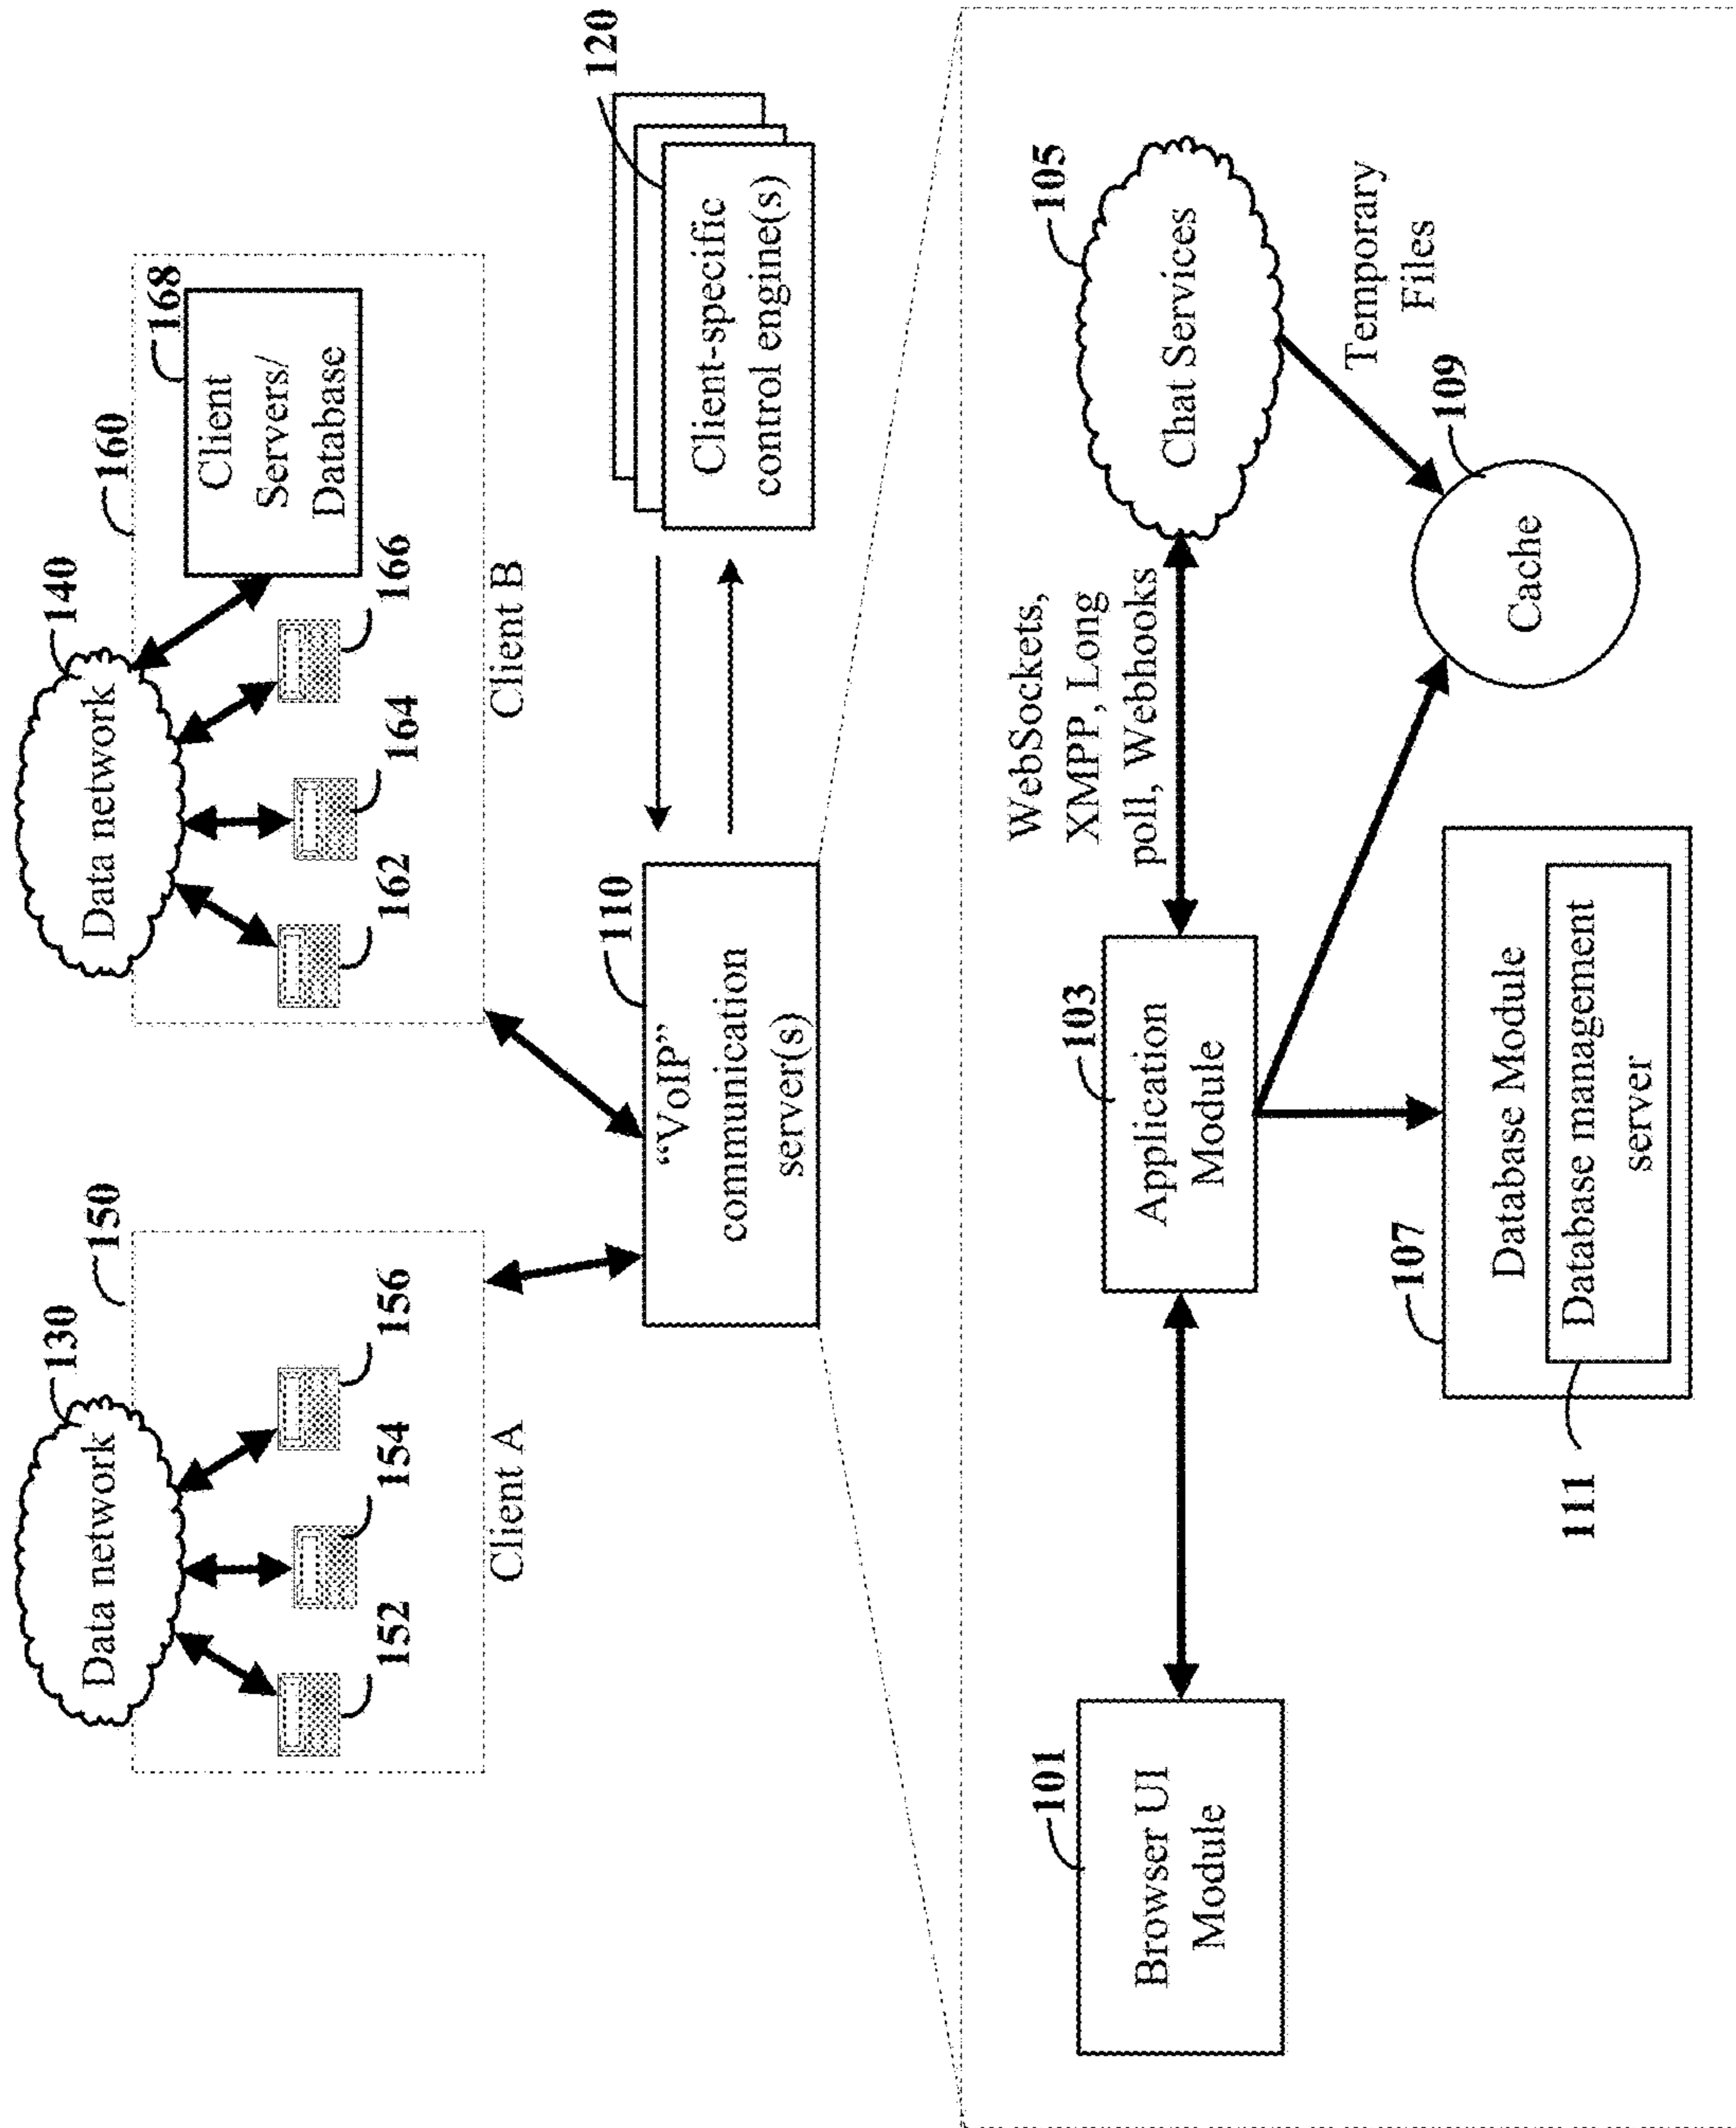 130
150
Data network
152
154
156
Client A
140
160
Data network
168
Client
Servers/
Database
162
164
166
Client B
110
“VoIP”
communication
server(s)
120
Client-specific
control engine(s)
101
Browser UI
Module
103
Application
Module
WebSockets,
XMPP, Long
poll, Webhooks
105
Chat Services
Temporary
Files
109
Cache
107
Database Module
Database management
server
111